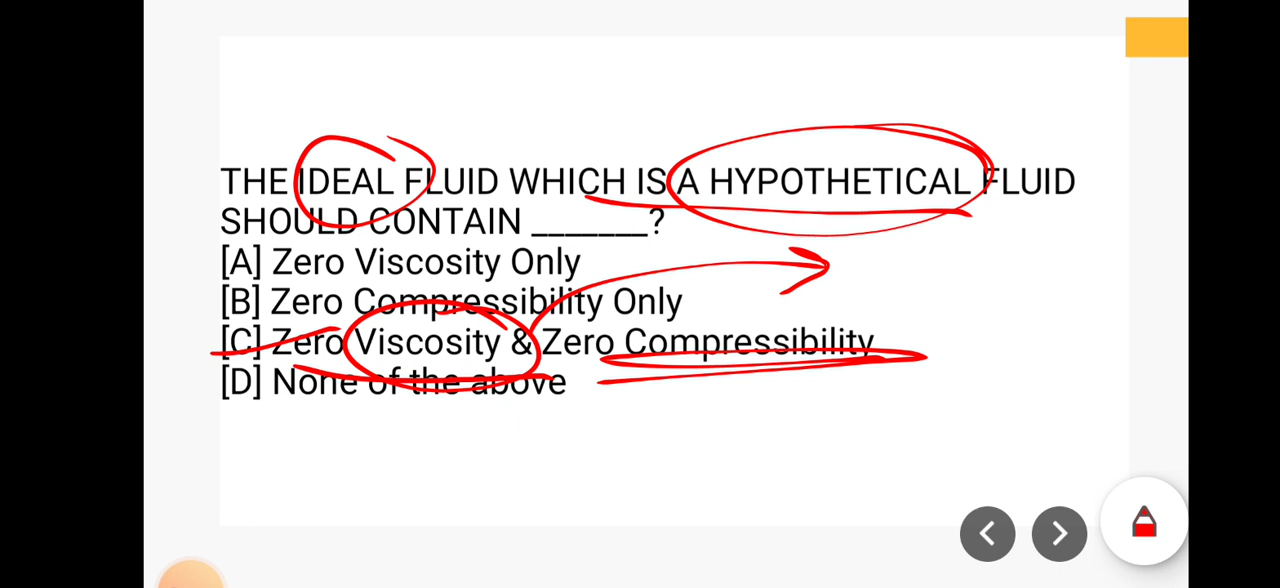 THE IDEAL FLUID WHICH IS A HYPOTHETICAL FLUID
SHOULD CONTAIN _______?
[A] Zero Viscosity Only
[B] Zero Compressibility Only
[C] Zero Viscosity & Zero Compressibility
[D] None of the above